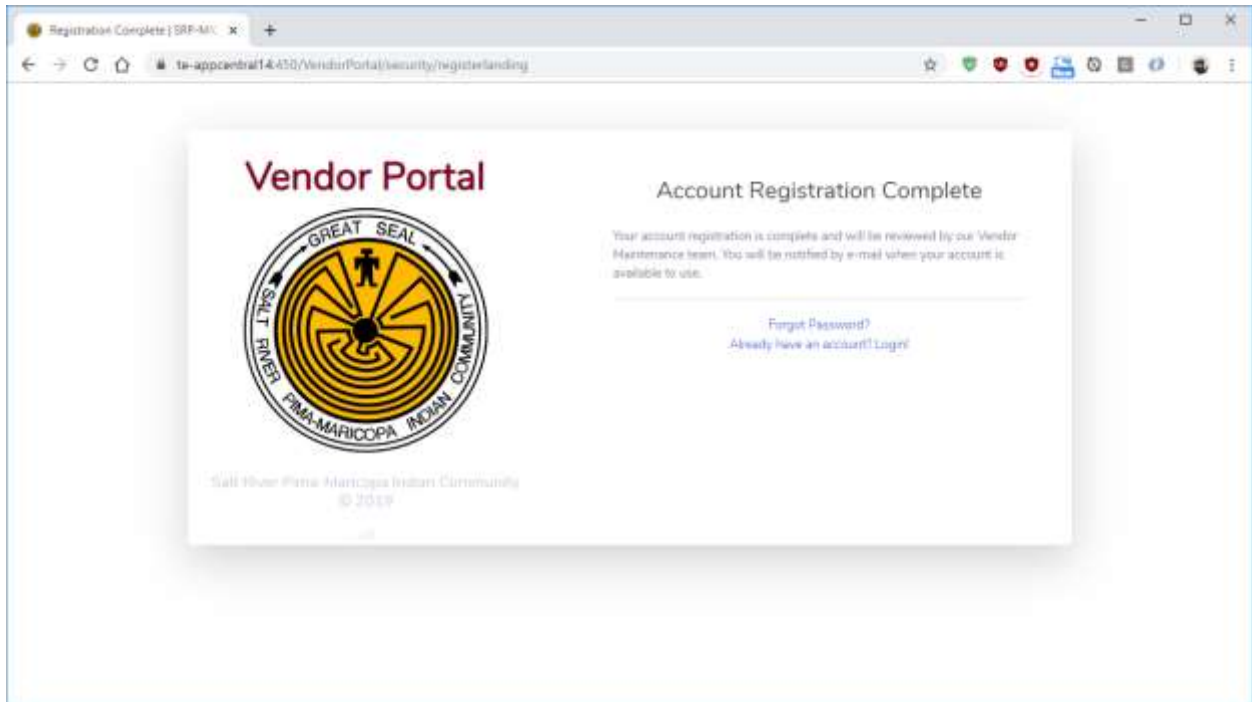 Registration Complete | SRP-MI
te-appcentral14:450/VendorPortal/security/registerlanding
Vendor Portal
GREAT SEAL
SALT RIVER PIMA-MARICOPA INDIAN COMMUNITY
Salt River Pima-Maricopa Indian Community
© 2019
Account Registration Complete
Your account registration is complete and will be reviewed by our Vendor
Maintenance team. You will be notified by e-mail when your account is
available to use.
Forgot Password?
Already have an account? Login!